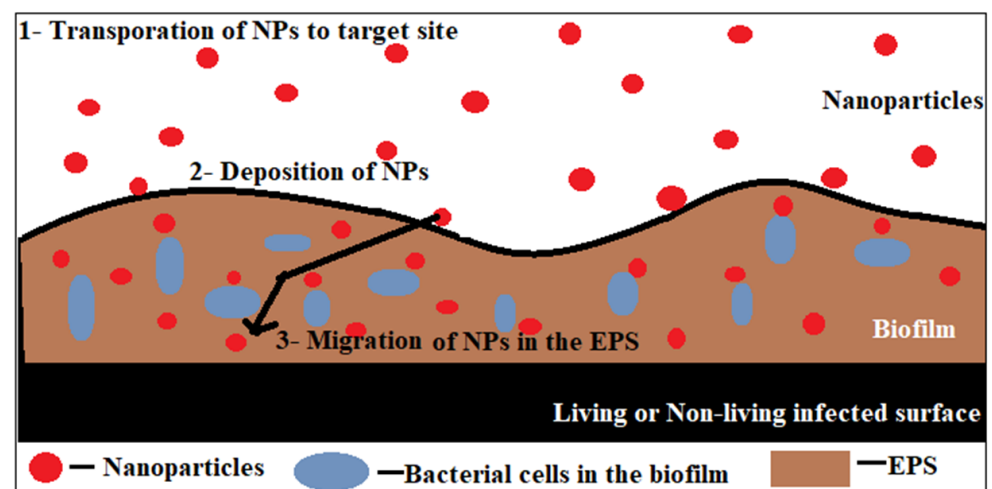 1- Transporation of NPs to target site
Nanoparticles
2- Deposition of NPs
Biofilm
3- Migration of NPs in the EPS
Living or Non-living infected surface
Nanoparticles
Bacterial cells in the biofilm
EPS